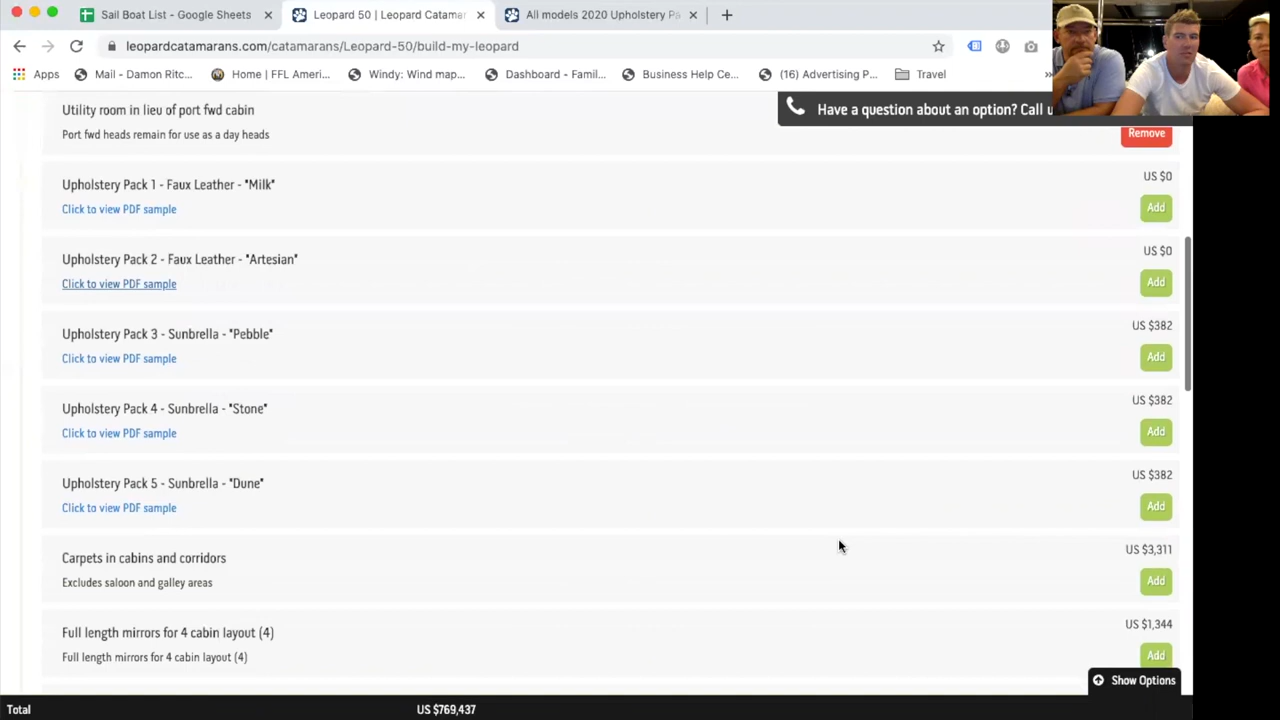 Sail Boat List - Google Sheets
Leopard 50 | Leopard Catamar
All models 2020 Upholstery Pa
leopardcatamarans.com/catamarans/Leopard-50/build-my-leopard
Apps
Mail - Damon Ritc...
Home | FFL Ameri...
Windy: Wind map...
Dashboard - Famil...
Business Help Ce...
(16) Advertising P...
Travel
»
Utility room in lieu of port fwd cabin
Have a question about an option? Call u
Port fwd heads remain for use as a day heads
Remove
Upholstery Pack 1 - Faux Leather - "Milk"
US $0
Click to view PDF sample
Add
Upholstery Pack 2 - Faux Leather - "Artesian"
US $0
Click to view PDF sample
Add
Upholstery Pack 3 - Sunbrella - "Pebble"
US $382
Click to view PDF sample
Add
Upholstery Pack 4 - Sunbrella - "Stone"
US $382
Click to view PDF sample
Add
Upholstery Pack 5 - Sunbrella - "Dune"
US $382
Click to view PDF sample
Add
Carpets in cabins and corridors
US $3,311
Excludes saloon and galley areas
Add
Full length mirrors for 4 cabin layout (4)
US $1,344
Full length mirrors for 4 cabin layout (4)
Add
Show Options
Total
US $769,437